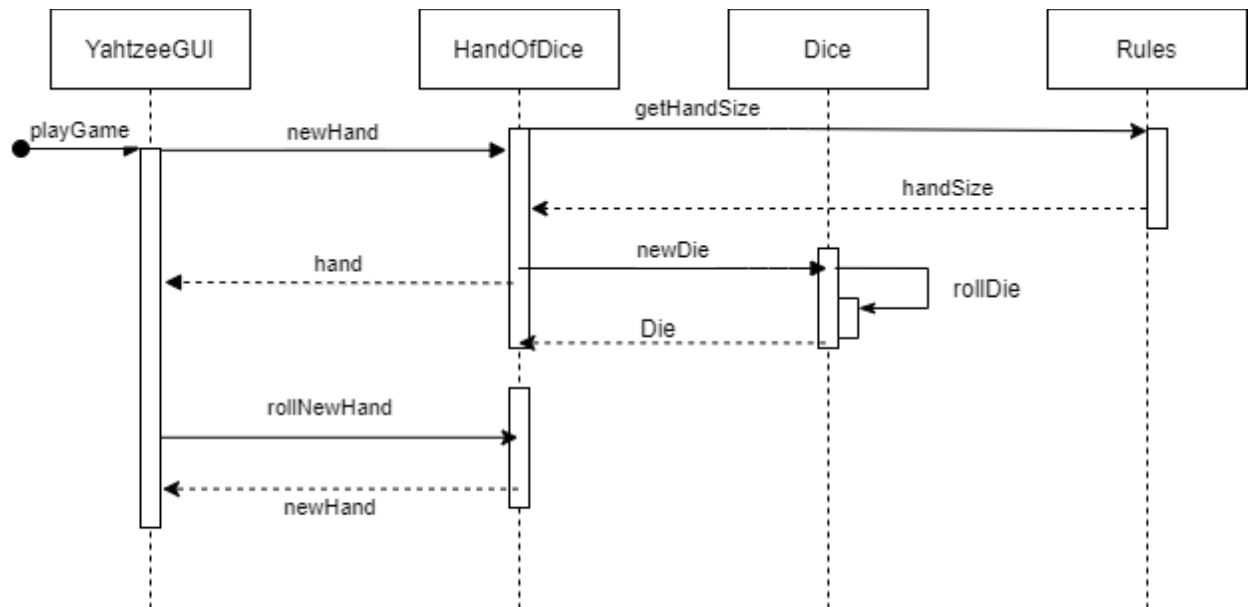 YahtzeeGUI
HandOfDice
Dice
Rules
getHandSize
playGame
newHand
handSize
newDie
hand
rollDie
Die
rollNewHand
newHand